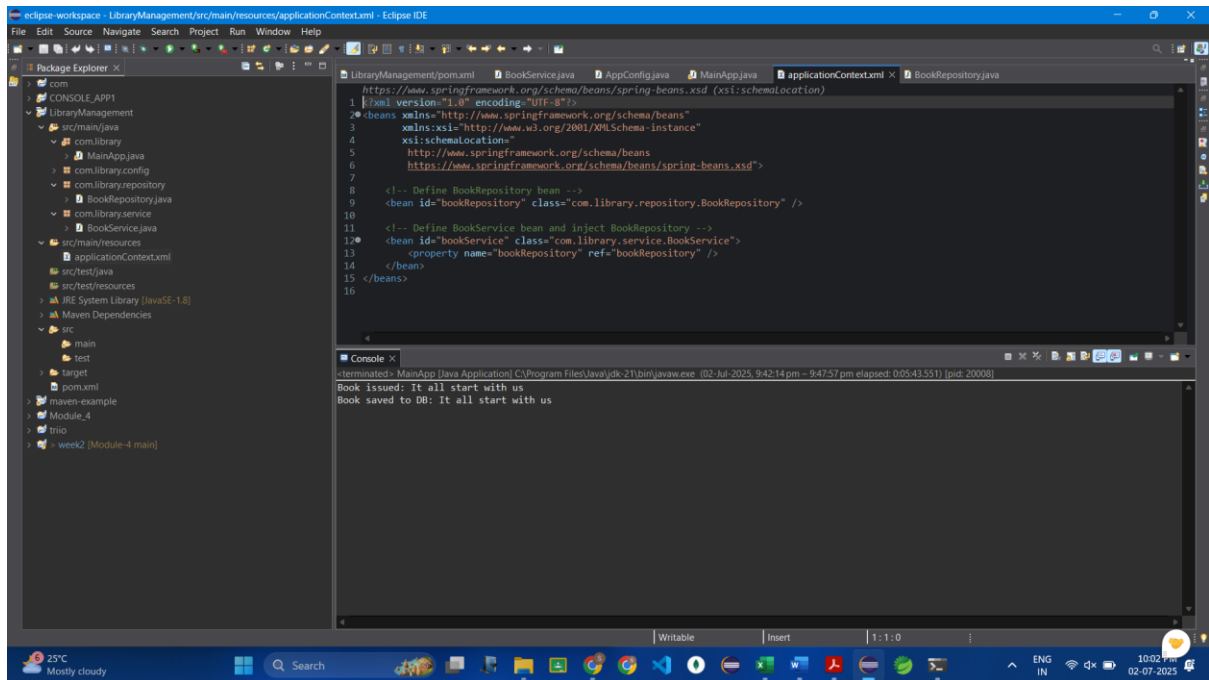 eclipse-workspace - LibraryManagement/src/main/resources/applicationContext.xml - Eclipse IDE
File Edit Source Navigate Search Project Run Window Help
Package Explorer
com
CONSOLE_APP1
LibraryManagement
src/main/java
com.library
MainApp.java
com.library.config
com.library.repository
BookRepository.java
com.library.service
BookService.java
src/main/resources
applicationContext.xml
src/test/java
src/test/resources
JRE System Library [JavaSE-1.8]
Maven Dependencies
src
main
test
target
pom.xml
maven-example
Module_4
triio
> week2 [Module-4 main]
LibraryManagement/pom.xml BookService.java AppConfig.java MainApp.java applicationContext.xml BookRepository.java
https://www.springframework.org/schema/beans/spring-beans.xsd (xsi:schemaLocation)
1 <?xml version="1.0" encoding="UTF-8"?>
2 <beans xmlns="http://www.springframework.org/schema/beans"
3 xmlns:xsi="http://www.w3.org/2001/XMLSchema-instance"
4 xsi:schemaLocation="
5 http://www.springframework.org/schema/beans
6 https://www.springframework.org/schema/beans/spring-beans.xsd">
7
8 <!-- Define BookRepository bean -->
9 <bean id="bookRepository" class="com.library.repository.BookRepository" />
10
11 <!-- Define BookService bean and inject BookRepository -->
12 <bean id="bookService" class="com.library.service.BookService">
13 <property name="bookRepository" ref="bookRepository" />
14 </bean>
15 </beans>
16
Console
<terminated> MainApp [Java Application] C:\Program Files\Java\jdk-21\bin\javaw.exe (02-Jul-2025, 9:42:14 pm – 9:47:57 pm elapsed: 0:05:43.551) [pid: 20008]
Book issued: It all start with us
Book saved to DB: It all start with us
Writable Insert 1 : 1 : 0
6
25°C
Mostly cloudy
Search
ENG
IN
10:02 PM
02-07-2025